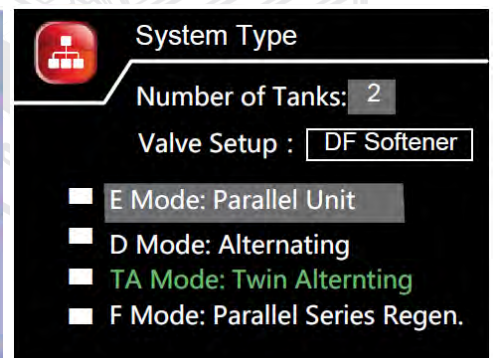 System Type
Number of Tanks: 2
Valve Setup : DF Softener
E Mode: Parallel Unit
D Mode: Alternating
TA Mode: Twin Alternting
F Mode: Parallel Series Regen.